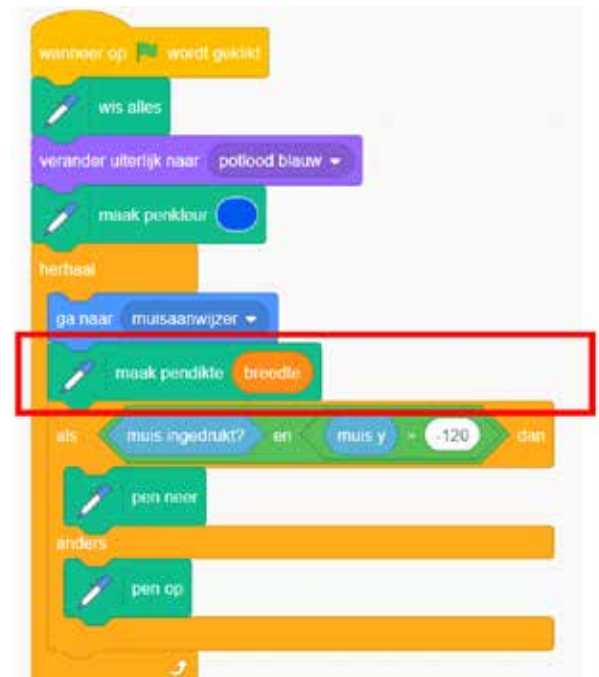 wanneer op wordt geklikt
wis alles
verander uiterlijk naar potlood blauw
maak penkleur
herhaal
ga naar muisaanwijzer
maak pendikte breedte
als muis ingedrukt? en muis y > -120 dan
pen neer
anders
pen op